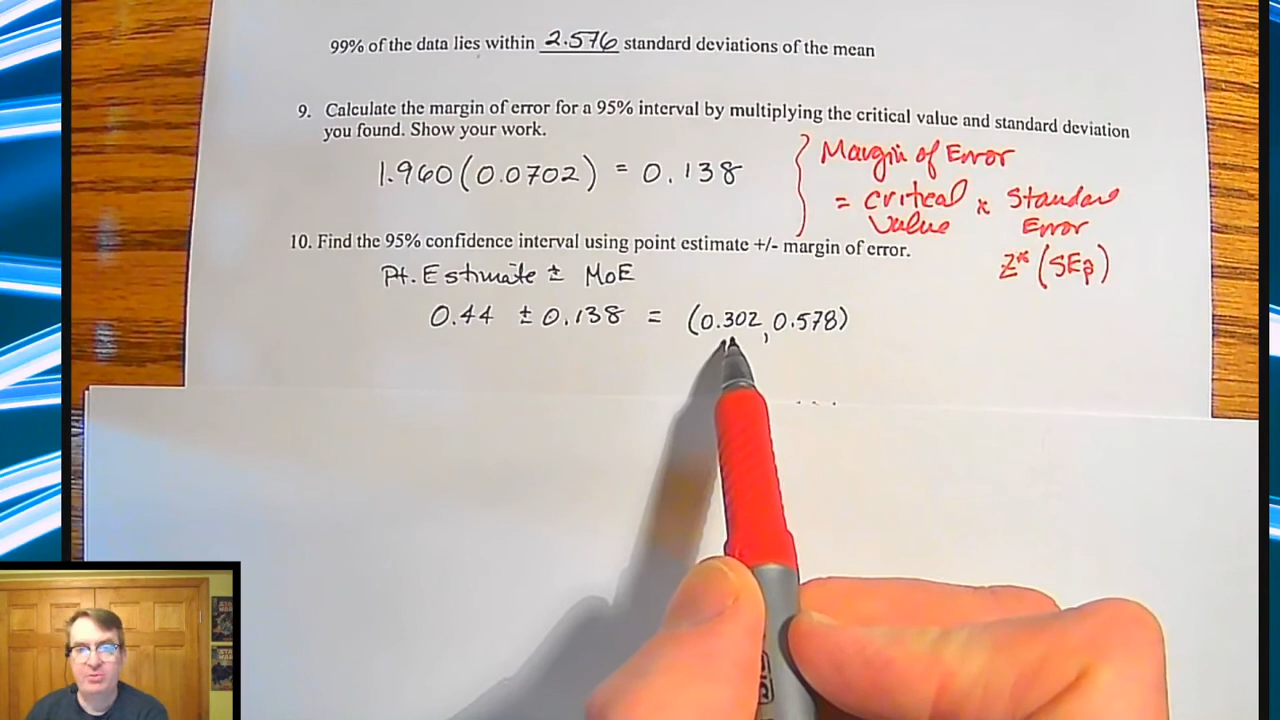 99% of the data lies within 2.576 standard deviations of the mean
9. Calculate the margin of error for a 95% interval by multiplying the critical value and standard deviation
you found. Show your work.
1.960(0.0702) = 0.138
Margin of Error
= critical value × Standard Error
Z*(SEp̂)
10. Find the 95% confidence interval using point estimate +/- margin of error.
Pt. Estimate ± MoE
0.44 ± 0.138 = (0.302, 0.578)